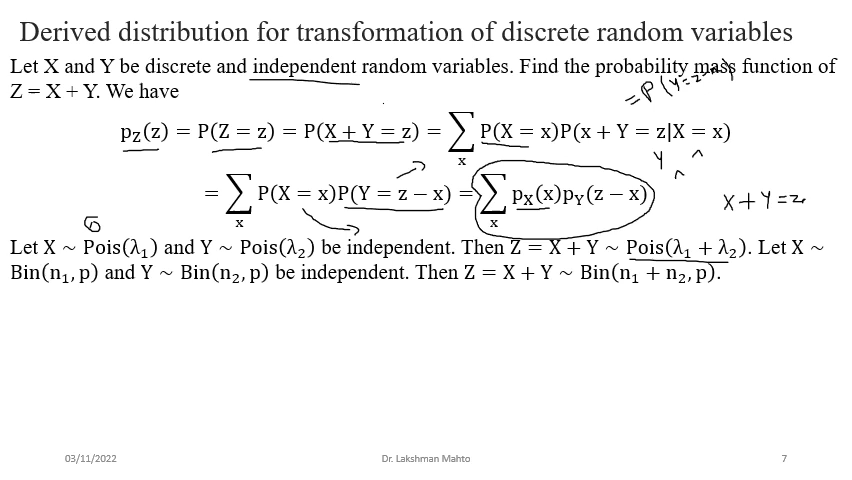 Derived distribution for transformation of discrete random variables
Let X and Y be discrete and independent random variables. Find the probability mass function of
= P(Y = z - x)
Z = X + Y. We have
p_Z(z) = P(Z = z) = P(X + Y = z) = ∑_x P(X = x)P(x + Y = z|X = x)
Y
= ∑_x P(X = x)P(Y = z − x) = ∑_x p_X(x)p_Y(z − x)
X + Y = z
Let X ~ Pois(λ₁) and Y ~ Pois(λ₂) be independent. Then Z = X + Y ~ Pois(λ₁ + λ₂). Let X ~
Bin(n₁, p) and Y ~ Bin(n₂, p) be independent. Then Z = X + Y ~ Bin(n₁ + n₂, p).
03/11/2022 Dr. Lakshman Mahto 7